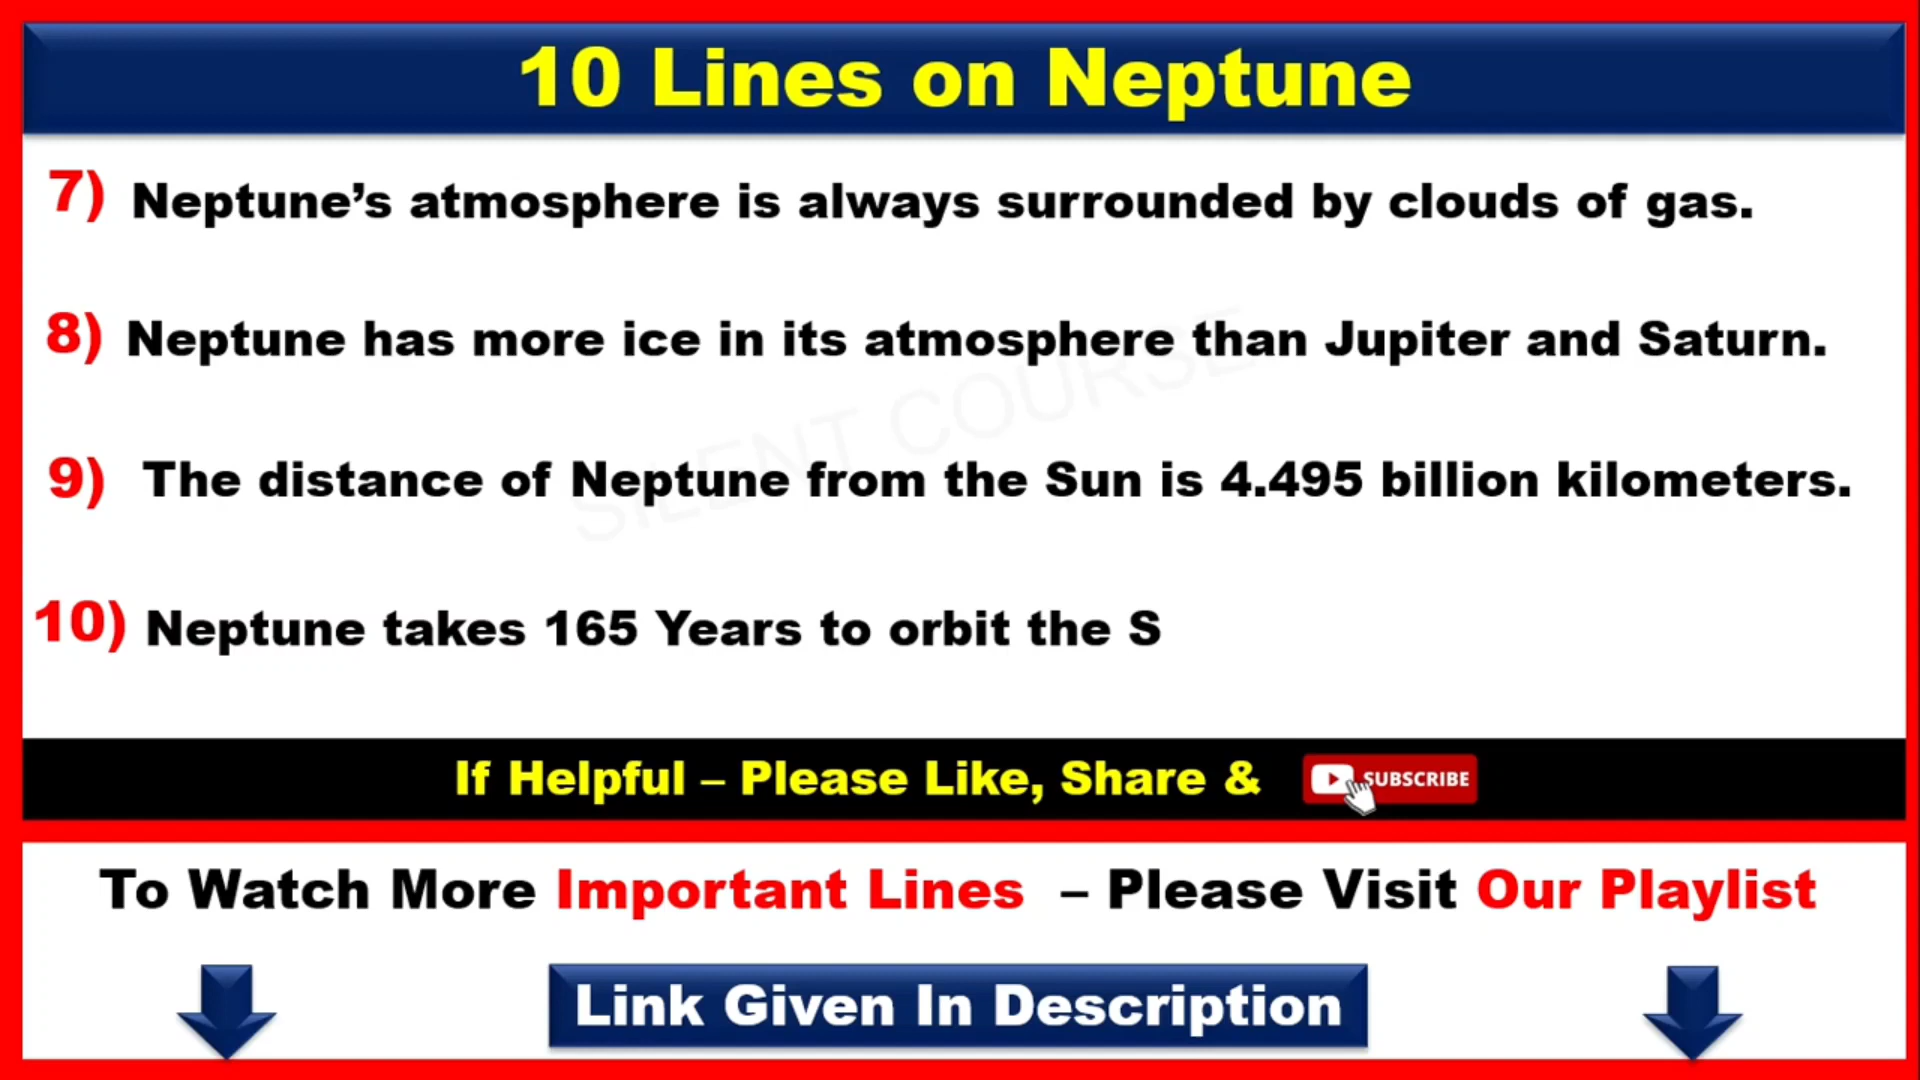 10 Lines on Neptune
7) Neptune’s atmosphere is always surrounded by clouds of gas.
8) Neptune has more ice in its atmosphere than Jupiter and Saturn.
SILENT COURSE
9) The distance of Neptune from the Sun is 4.495 billion kilometers.
10) Neptune takes 165 Years to orbit the S
If Helpful – Please Like, Share & SUBSCRIBE
To Watch More Important Lines – Please Visit Our Playlist
Link Given In Description